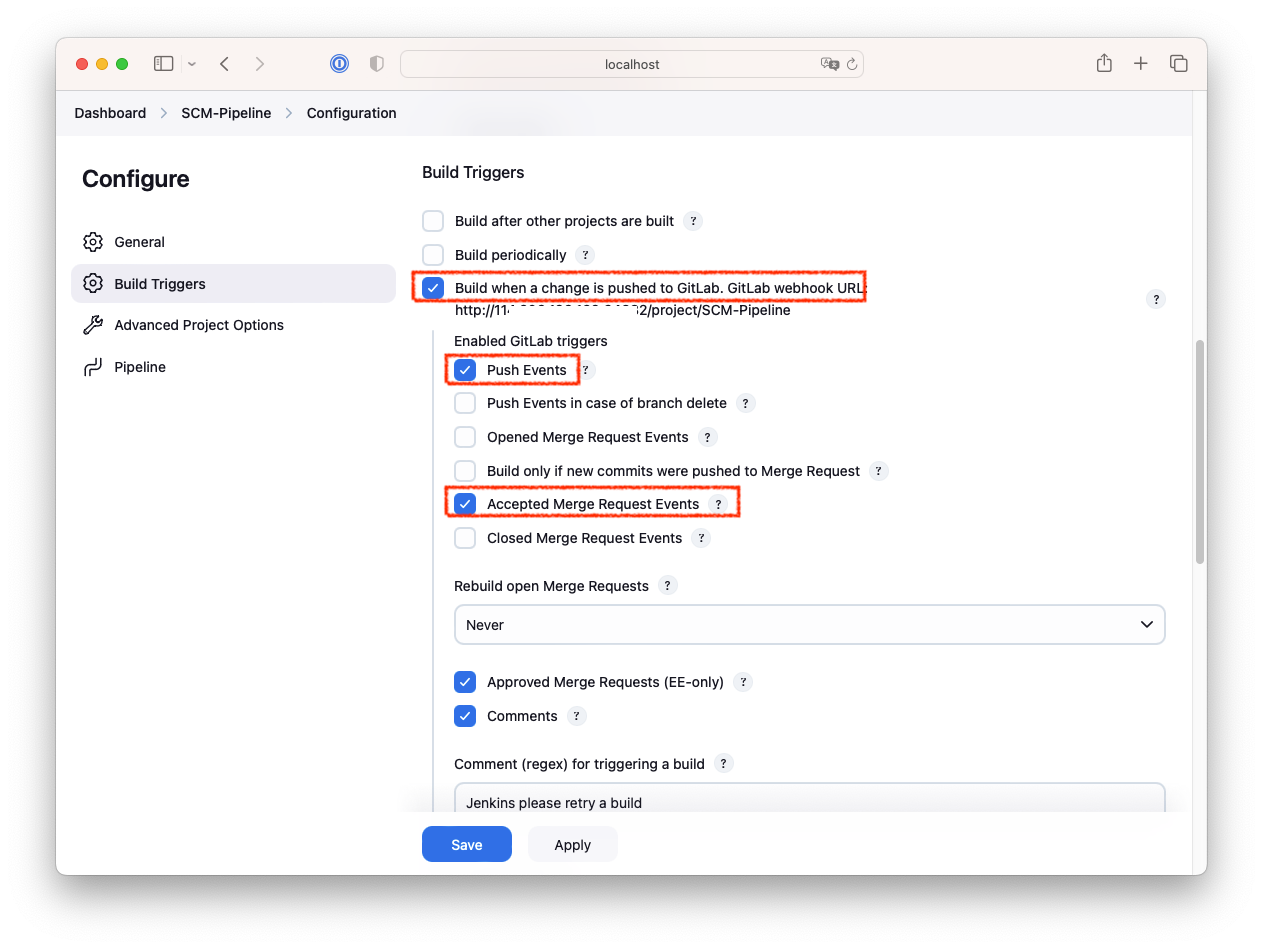 localhost
Dashboard > SCM-Pipeline > Configuration
Configure
General
Build Triggers
Advanced Project Options
Pipeline
Build Triggers
Build after other projects are built ?
Build periodically ?
Build when a change is pushed to GitLab. GitLab webhook URL:
http://11 2/project/SCM-Pipeline
?
Enabled GitLab triggers
Push Events ?
Push Events in case of branch delete ?
Opened Merge Request Events ?
Build only if new commits were pushed to Merge Request ?
Accepted Merge Request Events ?
Closed Merge Request Events ?
Rebuild open Merge Requests ?
Never
Approved Merge Requests (EE-only) ?
Comments ?
Comment (regex) for triggering a build ?
Jenkins please retry a build
Save
Apply